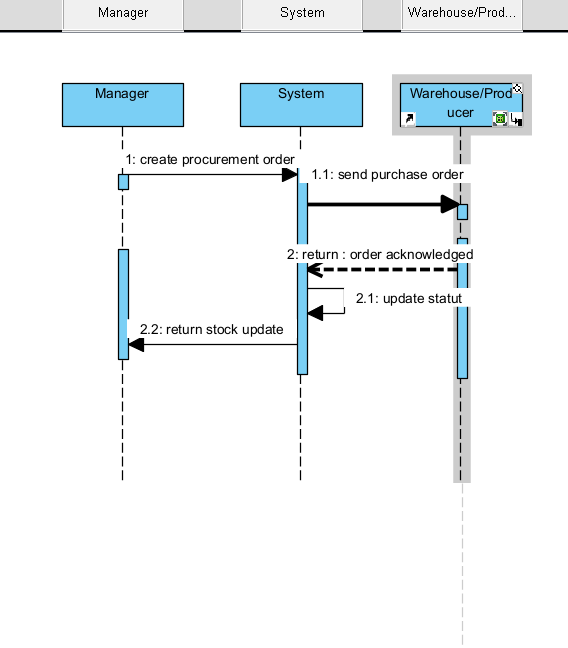 Manager
System
Warehouse/Prod...
Manager
System
Warehouse/Prod
ucer
1: create procurement order
1.1: send purchase order
2: return : order acknowledged
2.1: update statut
2.2: return stock update